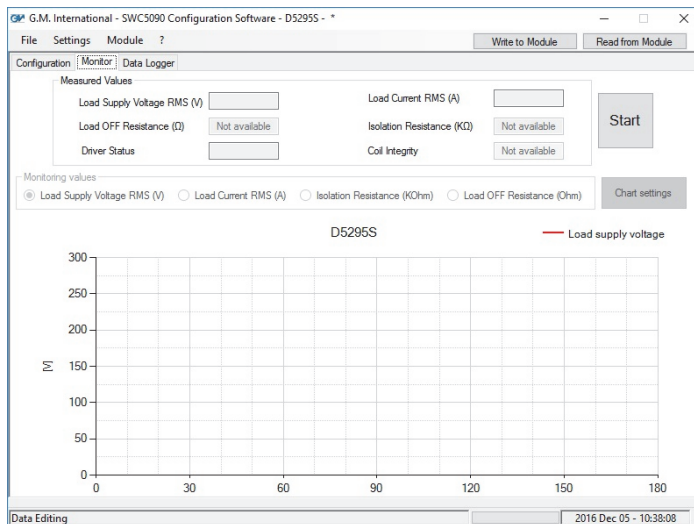 G.M. International - SWC5090 Configuration Software - D5295S - *
File Settings Module ? Write to Module Read from Module
Configuration Monitor Data Logger
Measured Values
Load Supply Voltage RMS (V) Load Current RMS (A)
Load OFF Resistance (Ω) Not available Isolation Resistance (KΩ) Not available
Start
Driver Status Coil Integrity Not available
Monitoring values
Load Supply Voltage RMS (V) Load Current RMS (A) Isolation Resistance (KOhm) Load OFF Resistance (Ohm) Chart settings
D5295S Load supply voltage
300
250
200
[V] 150
100
50
0
0 30 60 90 120 150 180
Data Editing 2016 Dec 05 - 10:38:08